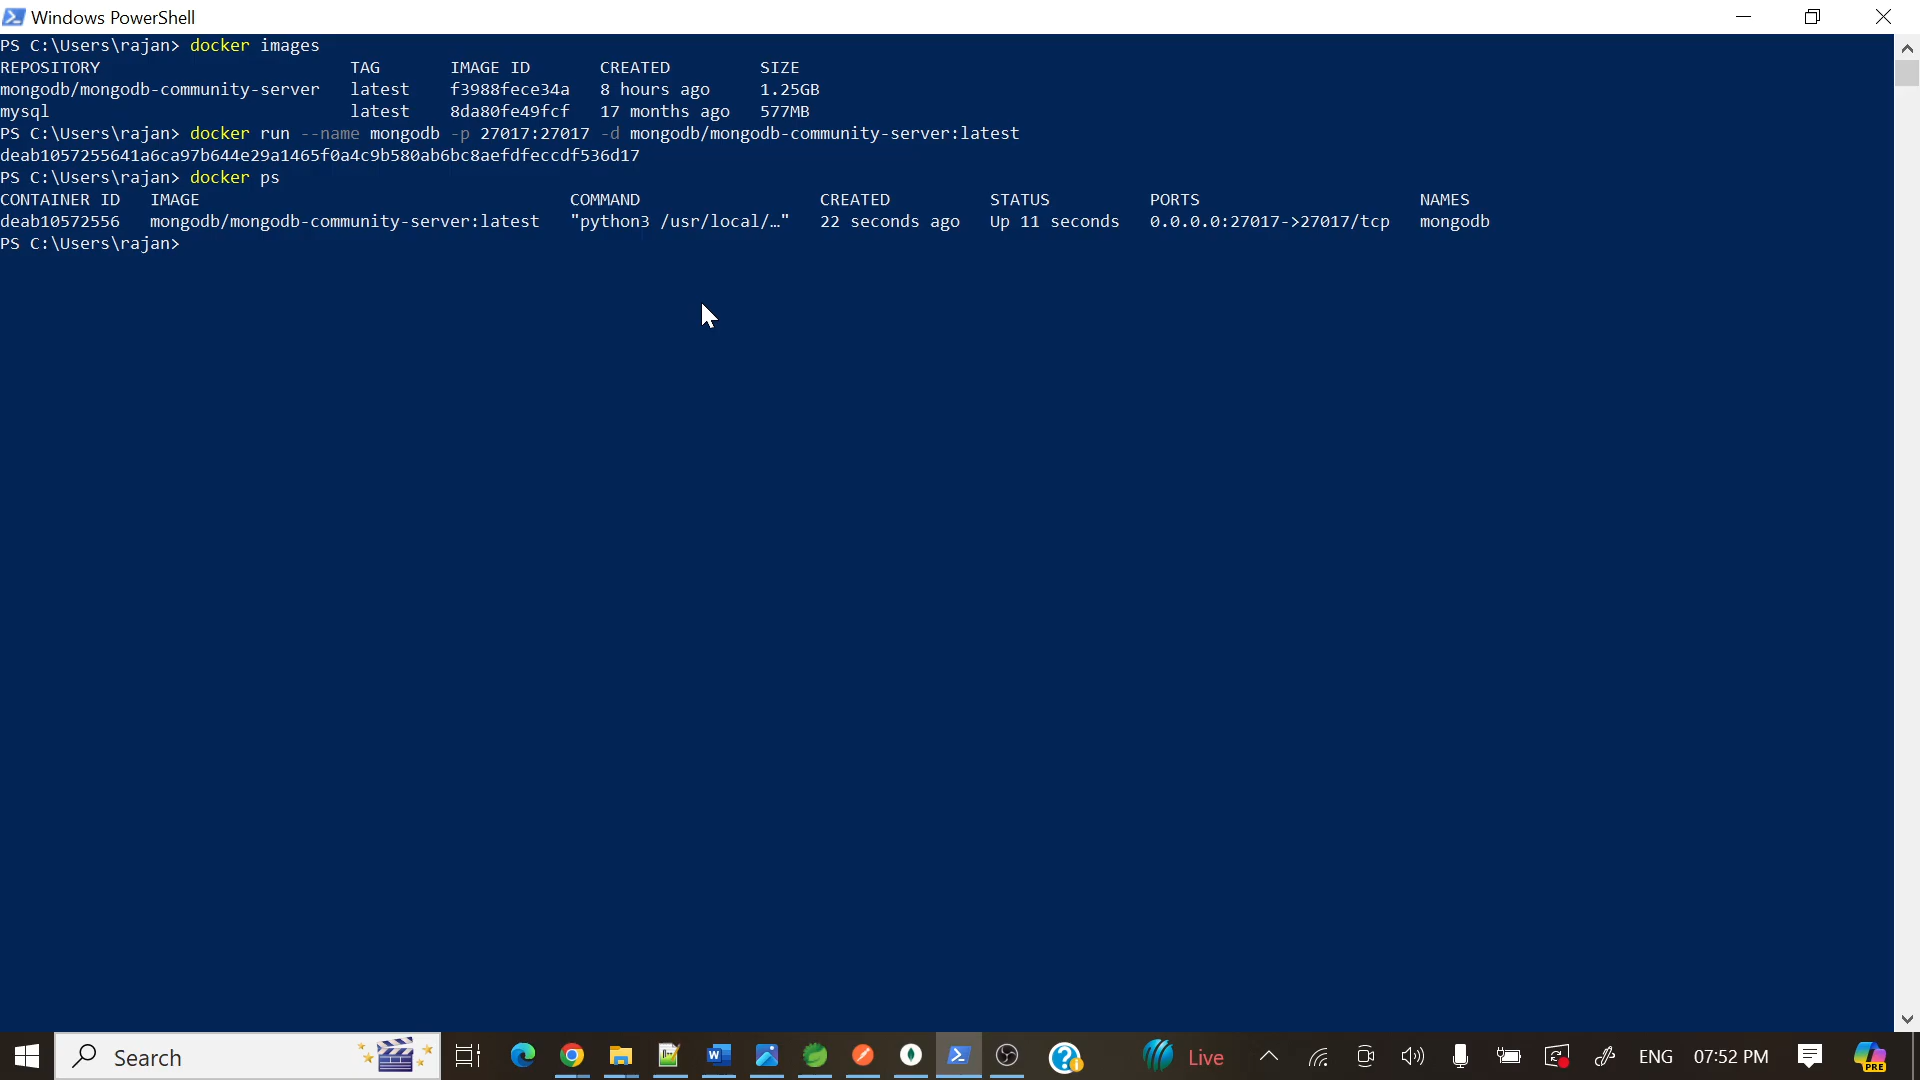 Windows PowerShell
PS C:\Users\rajan> docker images
REPOSITORY TAG IMAGE ID CREATED SIZE
mongodb/mongodb-community-server latest f3988fece34a 8 hours ago 1.25GB
mysql latest 8da80fe49fcf 17 months ago 577MB
PS C:\Users\rajan> docker run --name mongodb -p 27017:27017 -d mongodb/mongodb-community-server:latest
deab1057255641a6ca97b644e29a1465f0a4c9b580ab6bc8aefdfeccdf536d17
PS C:\Users\rajan> docker ps
CONTAINER ID IMAGE COMMAND CREATED STATUS PORTS NAMES
deab10572556 mongodb/mongodb-community-server:latest "python3 /usr/local/…" 22 seconds ago Up 11 seconds 0.0.0.0:27017->27017/tcp mongodb
PS C:\Users\rajan>
Search Live ENG 07:52 PM PRE